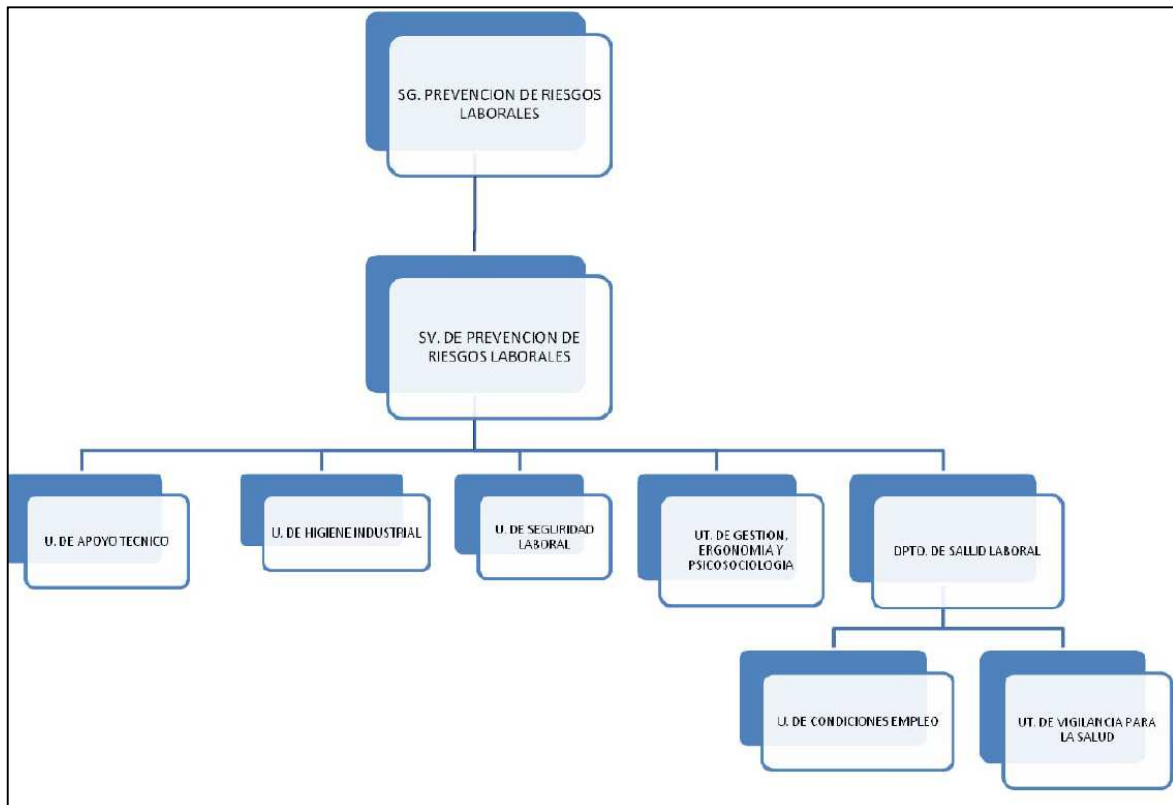 SG. PREVENCION DE RIESGOS
LABORALES
SV. DE PREVENCION DE
RIESGOS LABORALES
U. DE APOYO TECNICO
U. DE HIGIENE INDUSTRIAL
U. DE SEGURIDAD
LABORAL
UT. DE GESTION,
ERGONOMIA Y
PSICOSOCIOLOGIA
DPTO. DE SALUD LABORAL
U. DE CONDICIONES EMPLEO
UT. DE VIGILANCIA PARA
LA SALUD